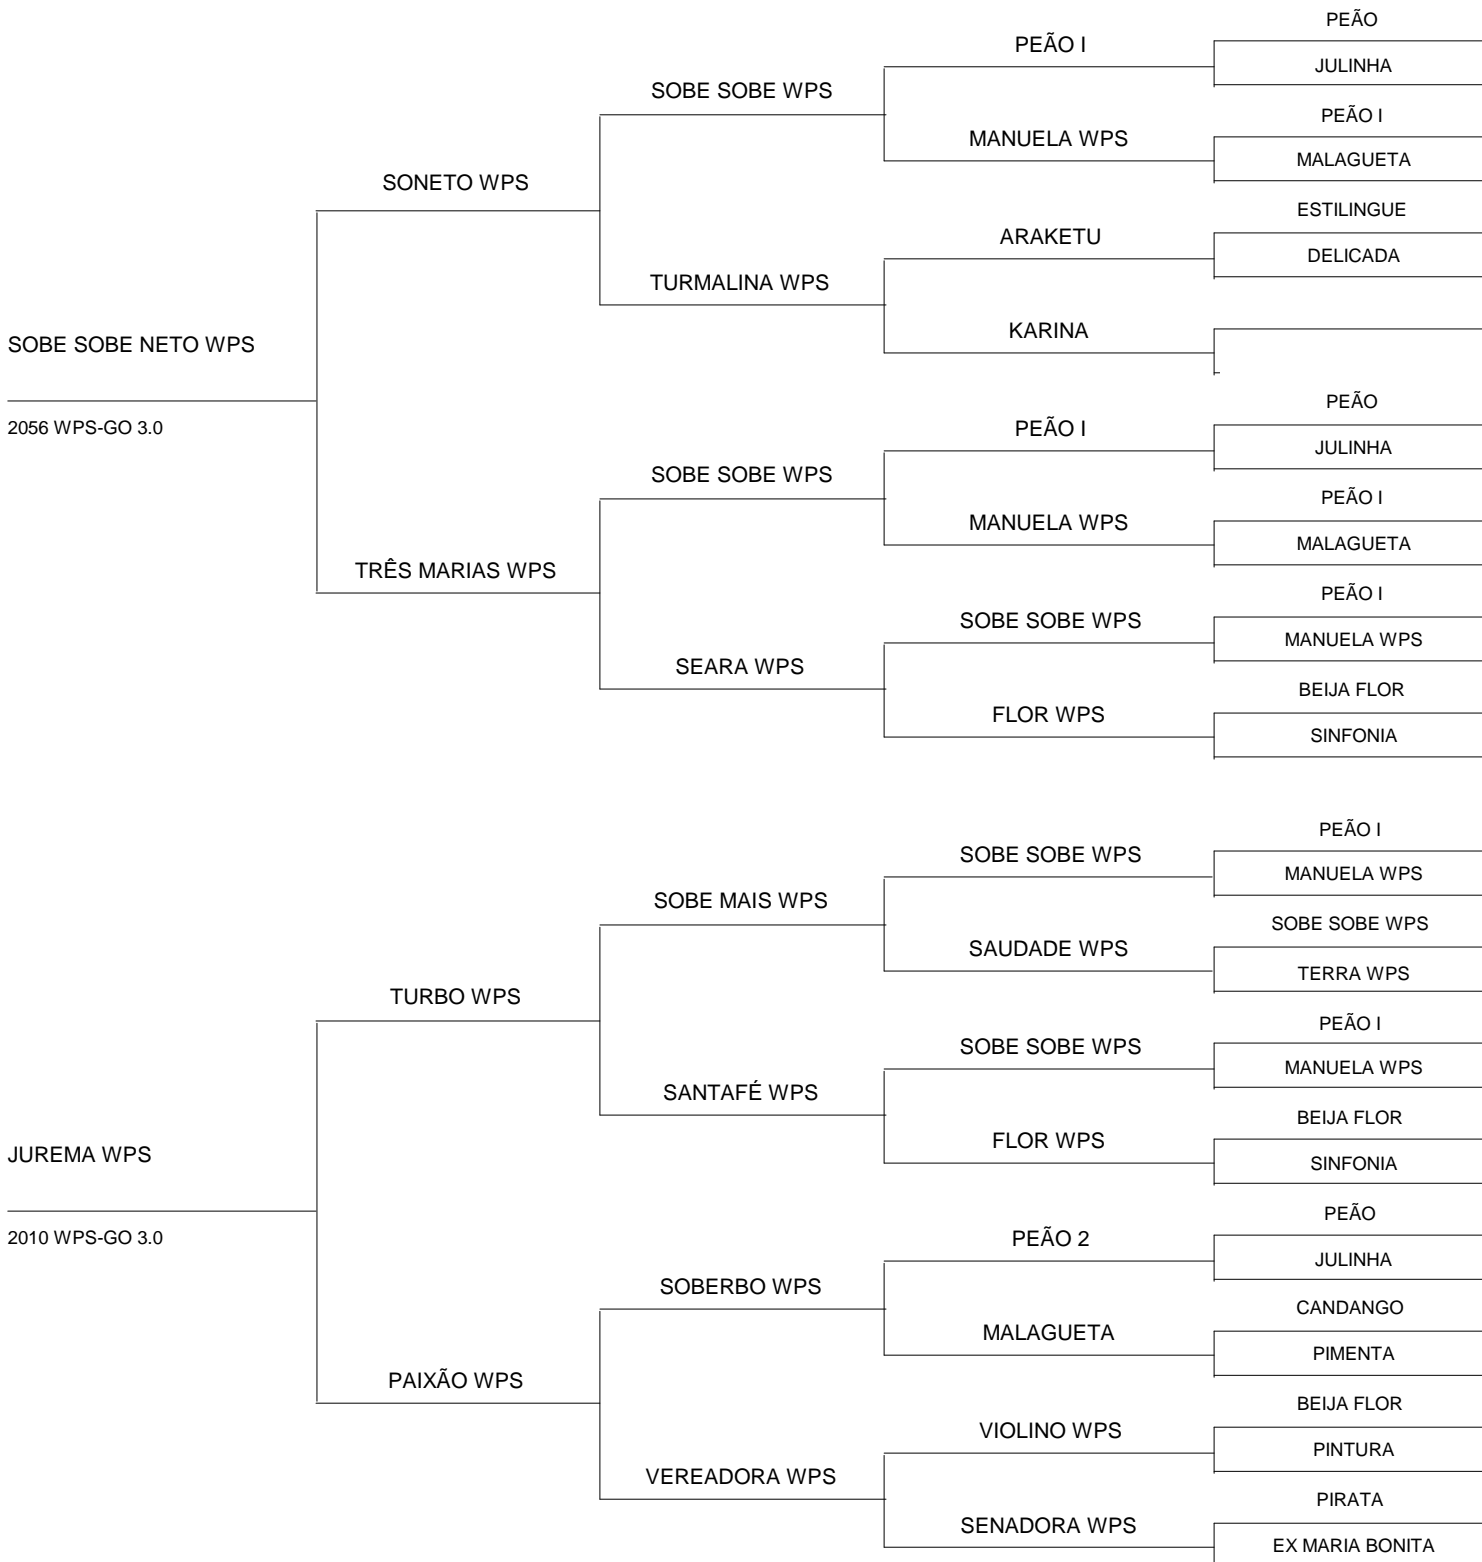 PEÃO
PEÃO I
JULINHA
SOBE SOBE WPS
PEÃO I
MANUELA WPS
MALAGUETA
SONETO WPS
ESTILINGUE
ARAKETU
DELICADA
TURMALINA WPS
KARINA
SOBE SOBE NETO WPS
2056 WPS-GO 3.0
PEÃO
PEÃO I
JULINHA
SOBE SOBE WPS
PEÃO I
MANUELA WPS
MALAGUETA
TRÊS MARIAS WPS
PEÃO I
SOBE SOBE WPS
MANUELA WPS
SEARA WPS
BEIJA FLOR
FLOR WPS
SINFONIA
PEÃO I
SOBE SOBE WPS
MANUELA WPS
SOBE MAIS WPS
SOBE SOBE WPS
SAUDADE WPS
TERRA WPS
TURBO WPS
PEÃO I
SOBE SOBE WPS
MANUELA WPS
SANTAFÉ WPS
BEIJA FLOR
FLOR WPS
SINFONIA
JUREMA WPS
2010 WPS-GO 3.0
PEÃO
PEÃO 2
JULINHA
SOBERBO WPS
CANDANGO
MALAGUETA
PIMENTA
PAIXÃO WPS
BEIJA FLOR
VIOLINO WPS
PINTURA
VEREADORA WPS
PIRATA
SENADORA WPS
EX MARIA BONITA